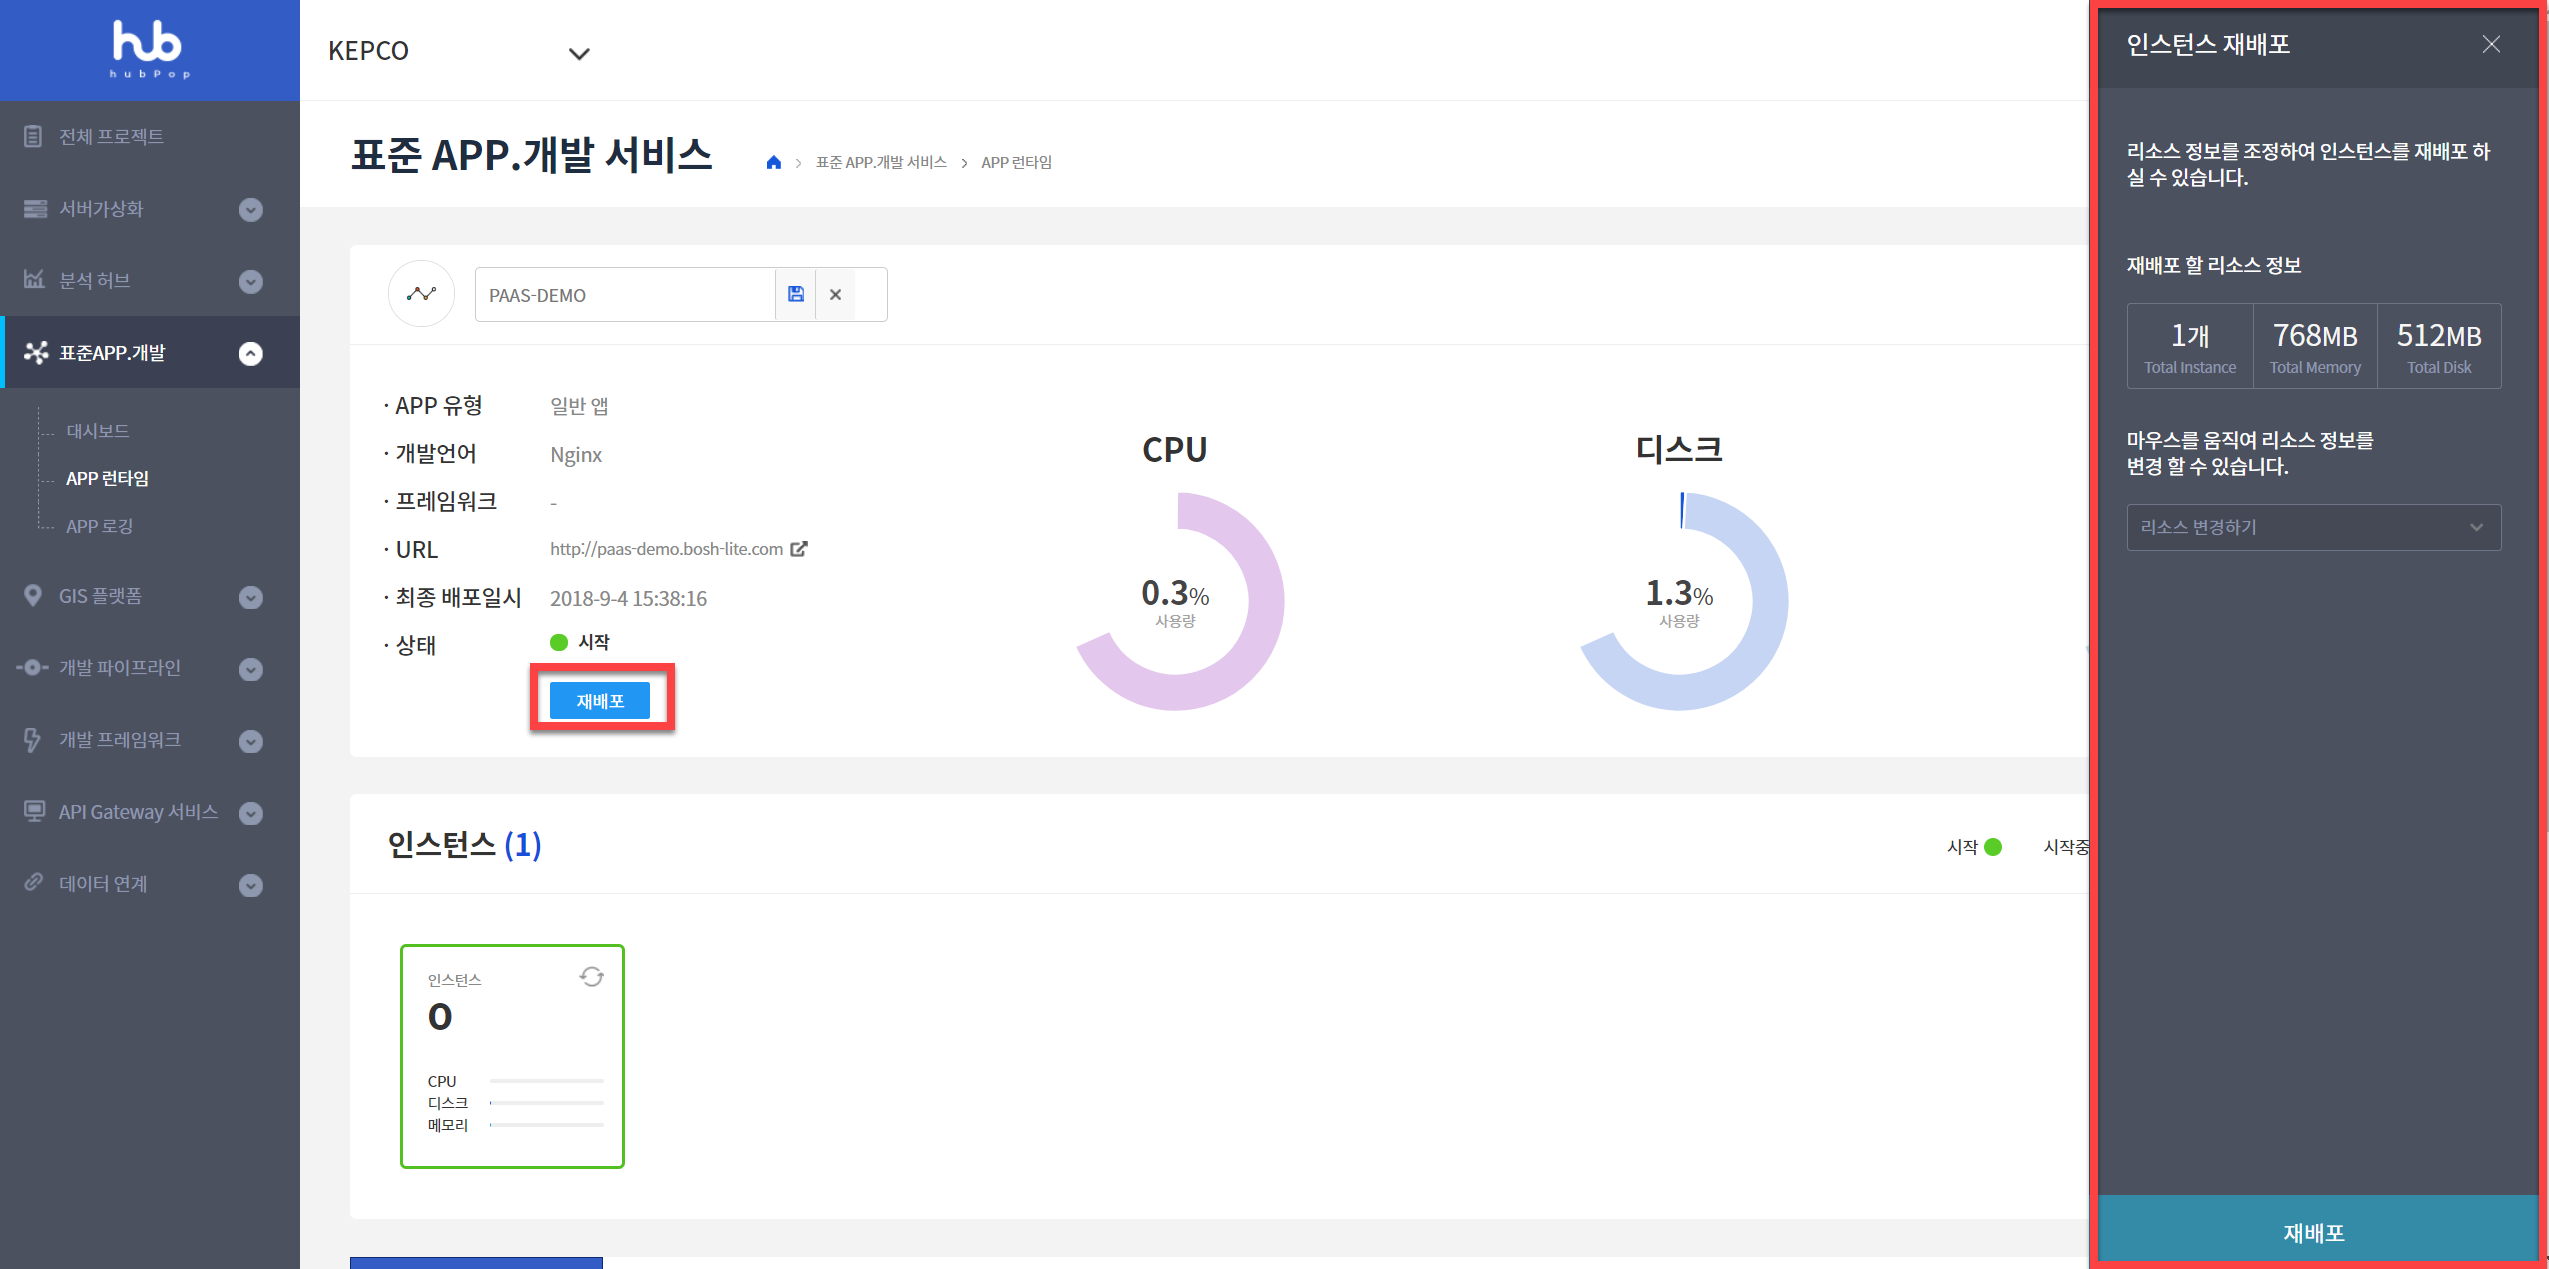 hub
hubPop
전체 프로젝트
서버가상화
분석 허브
표준APP.개발
대시보드
APP 런타임
APP 로깅
GIS 플랫폼
개발 파이프라인
개발 프레임워크
API Gateway 서비스
데이터 연계
KEPCO
표준 APP.개발 서비스
표준 APP.개발 서비스 > APP 런타임
PAAS-DEMO
· APP 유형 일반 앱
· 개발언어 Nginx
· 프레임워크 -
· URL http://paas-demo.bosh-lite.com
· 최종 배포일시 2018-9-4 15:38:16
· 상태 시작
재배포
CPU
0.3%
사용량
디스크
1.3%
사용량
인스턴스 (1)
시작 시작중
인스턴스
0
CPU
디스크
메모리
인스턴스 재배포
리소스 정보를 조정하여 인스턴스를 재배포 하
실 수 있습니다.
재배포 할 리소스 정보
1개 768MB 512MB
Total Instance Total Memory Total Disk
마우스를 움직여 리소스 정보를
변경 할 수 있습니다.
리소스 변경하기
재배포